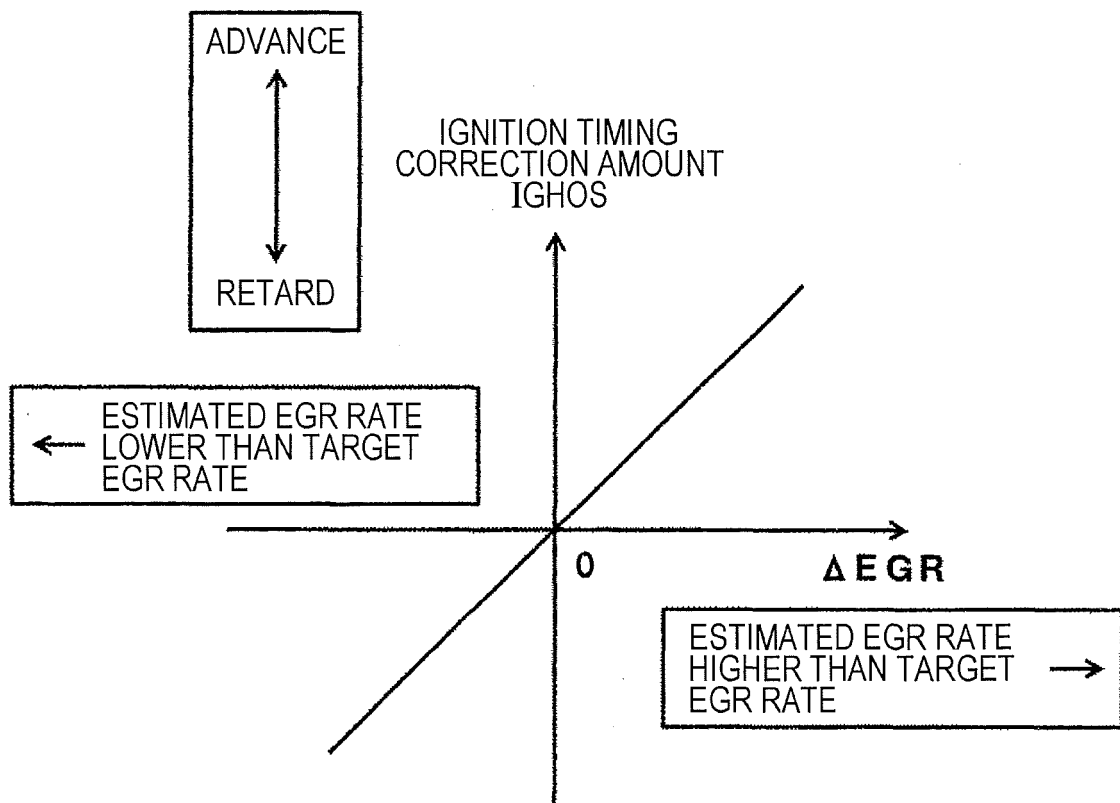 ADVANCE
RETARD
IGNITION TIMING
CORRECTION AMOUNT
IGHOS
ESTIMATED EGR RATE
LOWER THAN TARGET
EGR RATE
0
ΔEGR
ESTIMATED EGR RATE
HIGHER THAN TARGET
EGR RATE